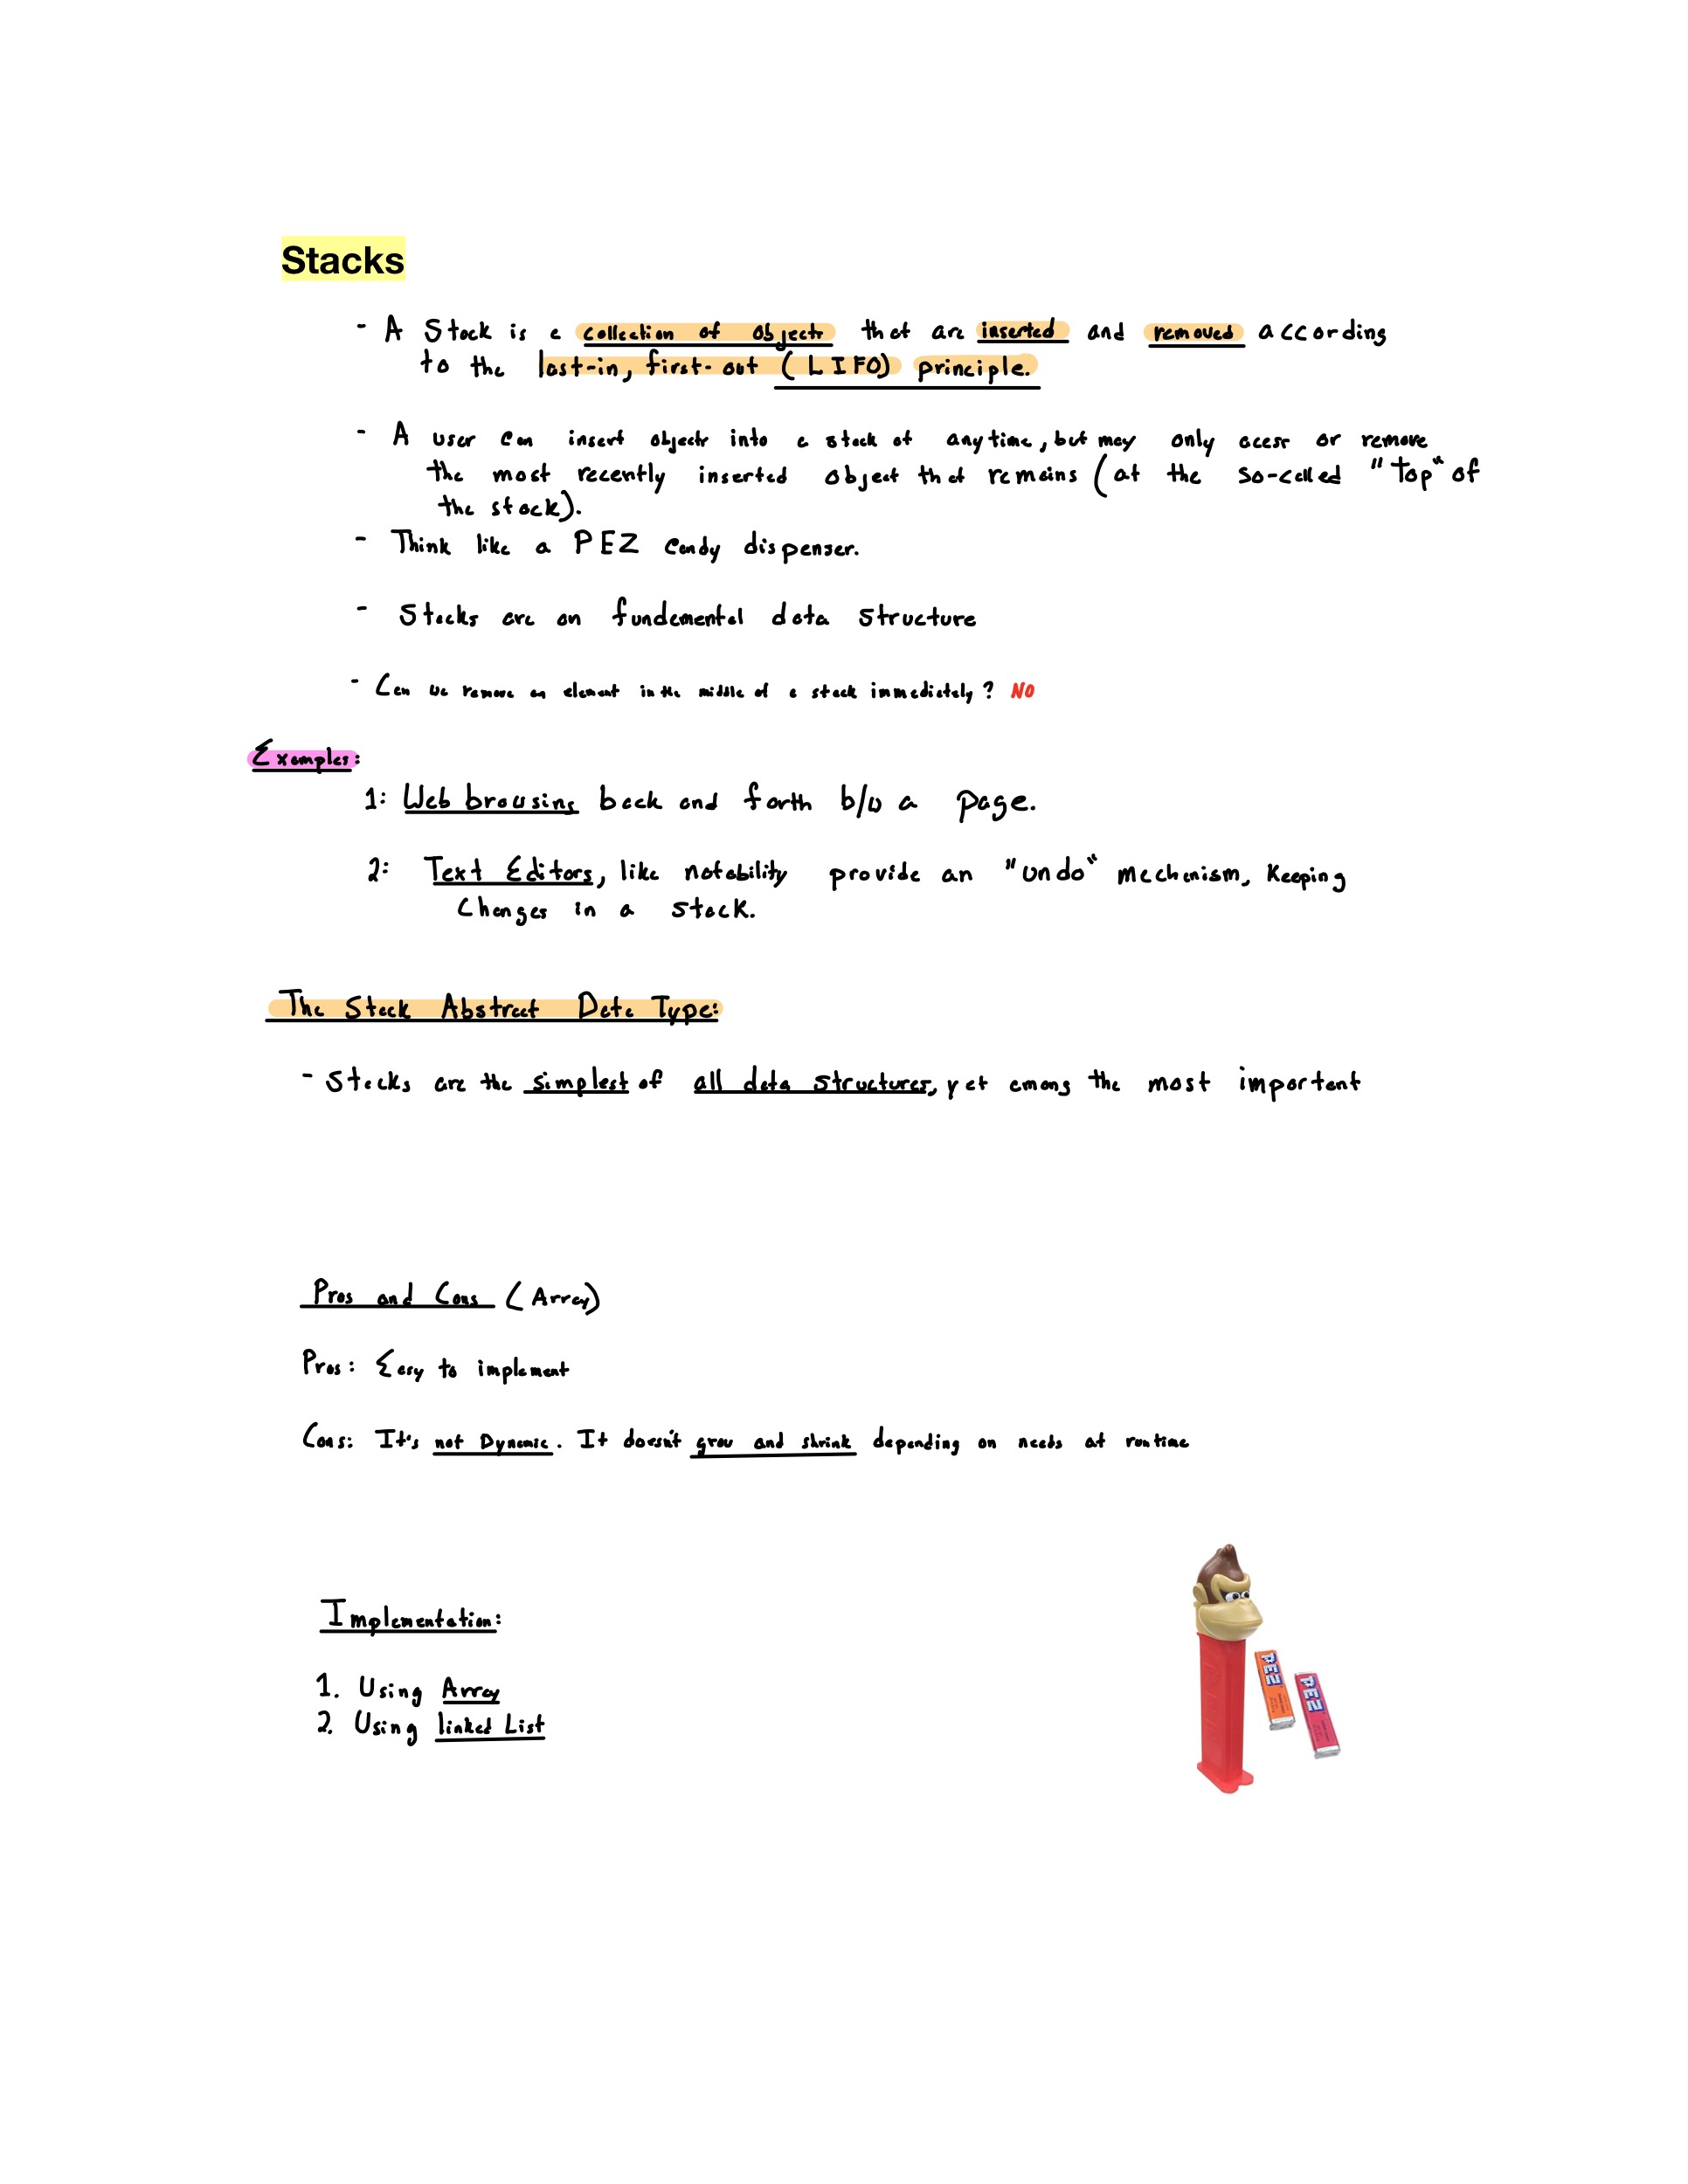 Stacks
- A Stack is a collection of objects that are inserted and removed according
to the last-in, first-out (LIFO) principle.
- A user can insert objects into a stack at anytime, but may only acess or remove
the most recently inserted object that remains (at the so-called "top" of
the stack).
- Think like a PEZ candy dispenser.
- Stacks are an fundemental data structure
- Can we remove an element in the middle of a stack immediately? NO
Examples:
1: Web browsing back and forth b/w a page.
2: Text Editors, like notability provide an "undo" mechanism, Keeping
Changes in a stack.
The Stack Abstract Data Type:
- Stacks are the simplest of all data structures, yet among the most important
Pros and Cons (Array)
Pros: Easy to implement
Cons: It's not Dynamic. It doesn't grow and shrink depending on needs at runtime
Implementation:
1. Using Array
2. Using linked List
PEZ
PEZ